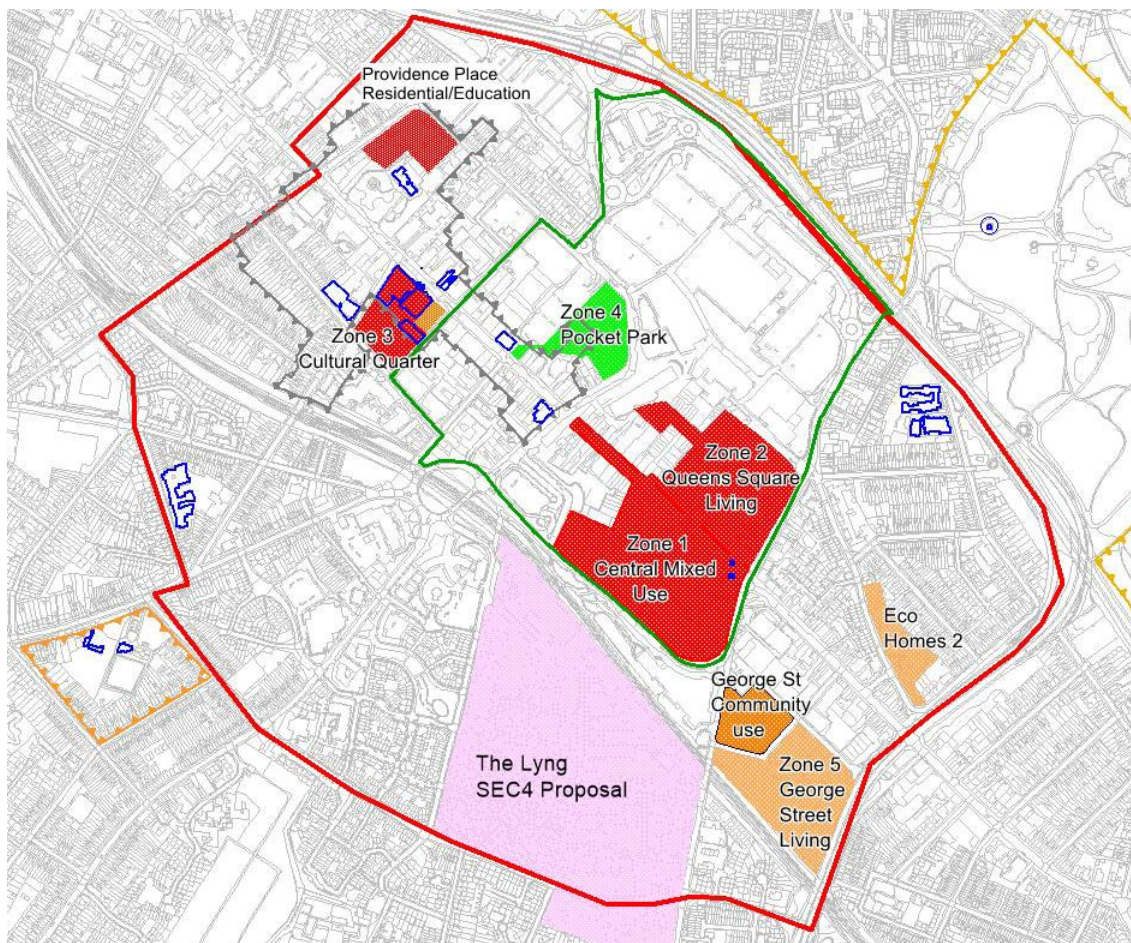 Providence Place
Residential/Education
Zone 4
Pocket Park
Zone 3
Cultural Quarter
Zone 2
Queens Square
Living
Zone 1
Central Mixed
Use
Eco
Homes 2
George St
Community
use
Zone 5
George
Street
Living
The Lyng
SEC4 Proposal